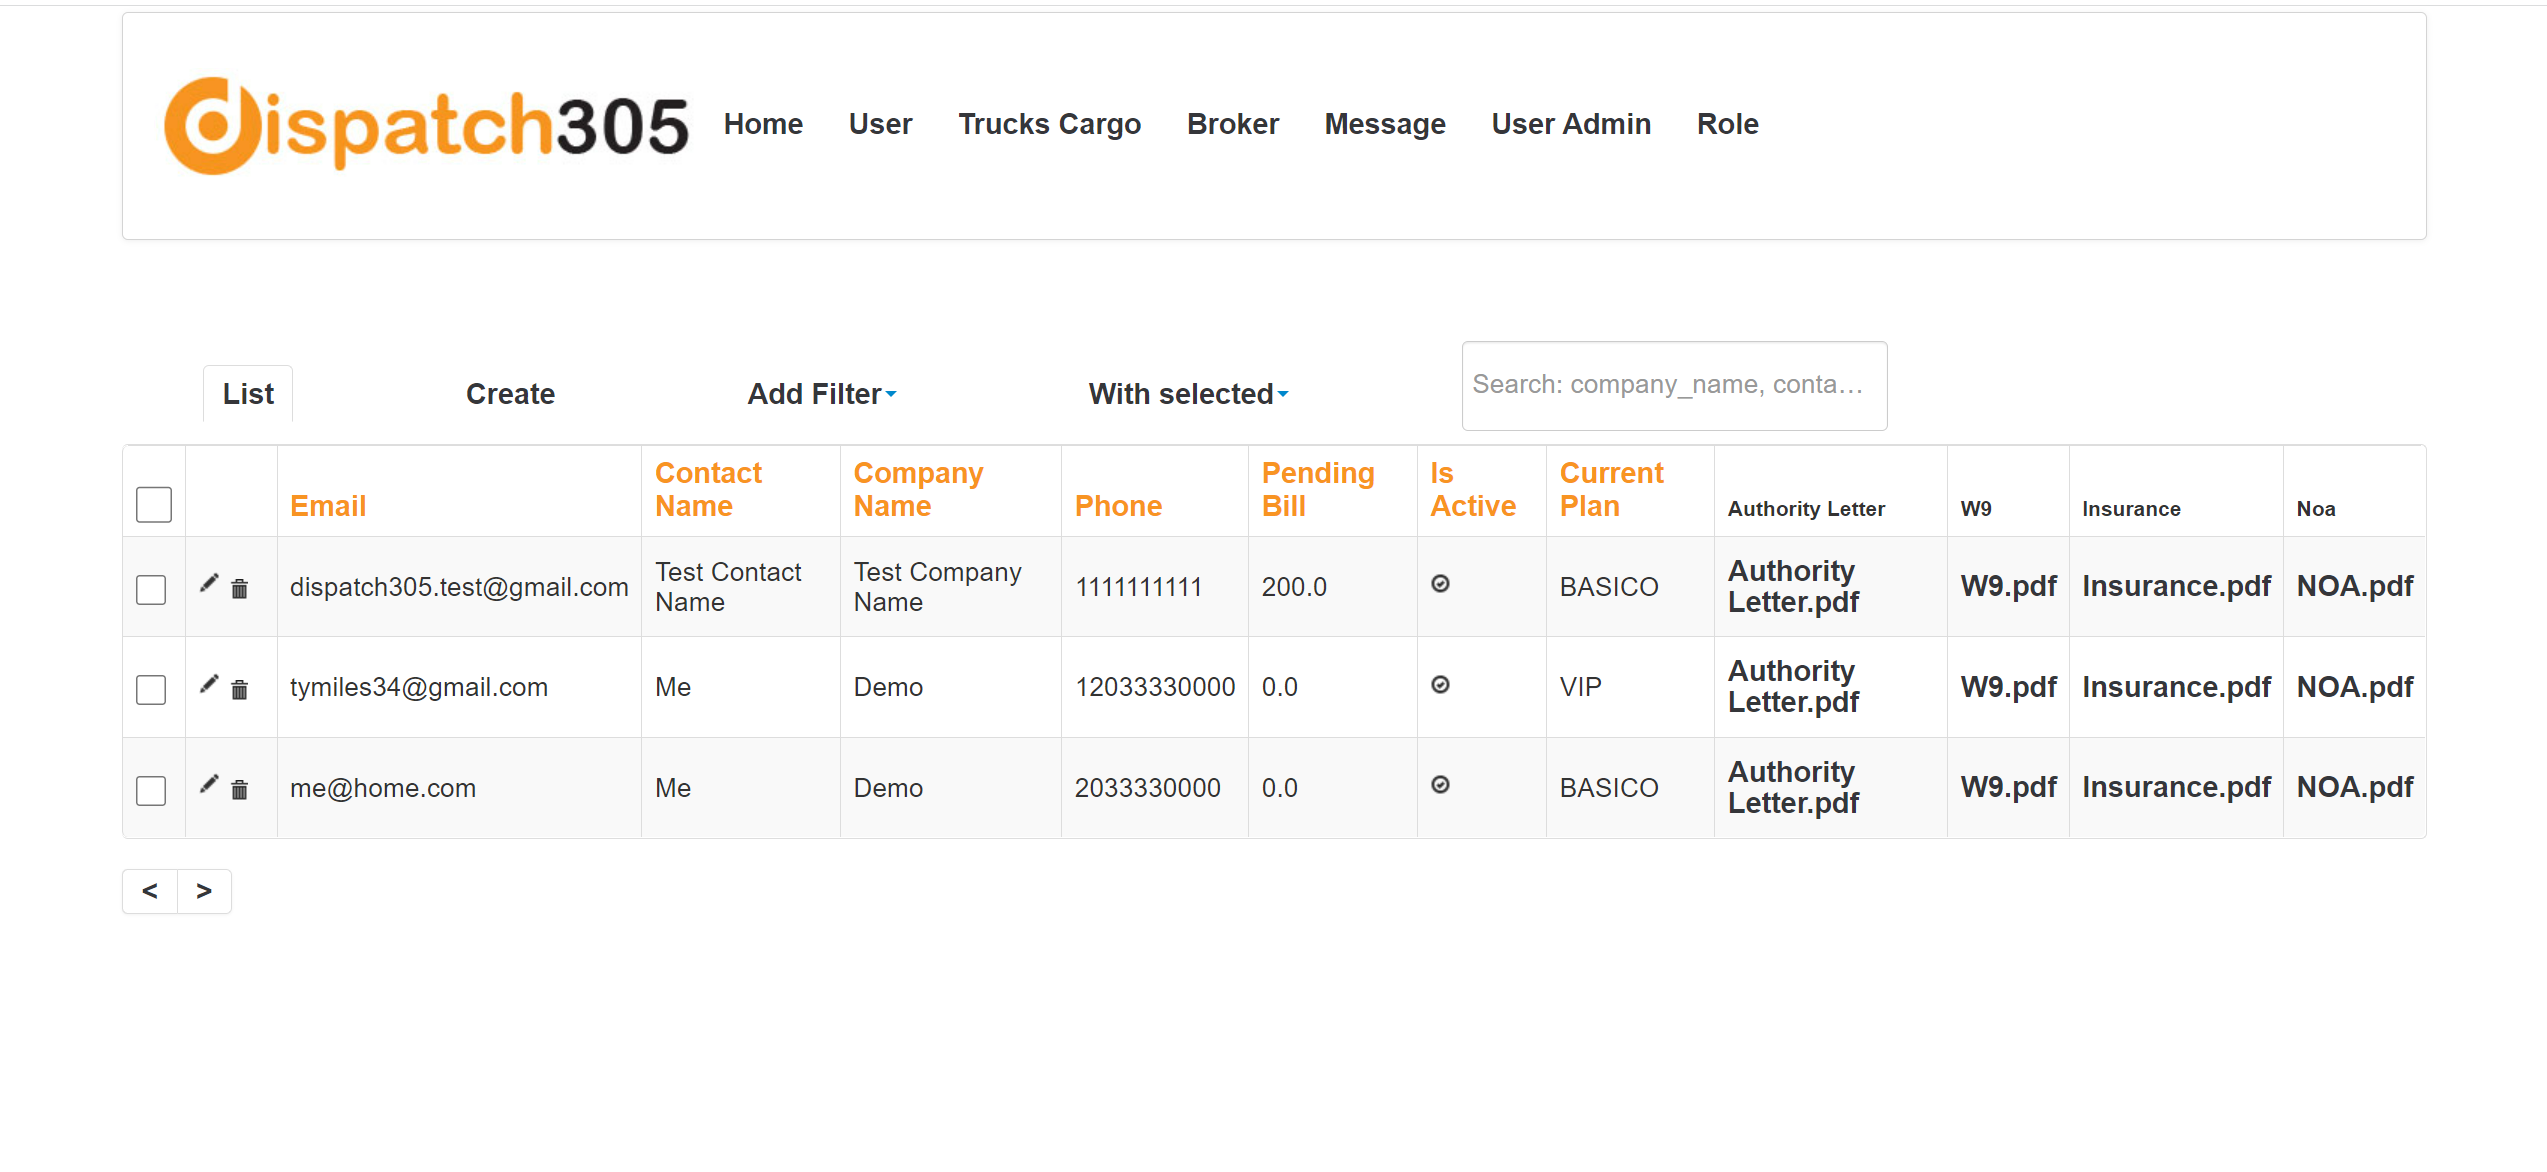 dispatch305 Home User Trucks Cargo Broker Message User Admin Role
List Create Add Filter With selected Search: company_name, conta...
Email Contact Name Company Name Phone Pending Bill Is Active Current Plan Authority Letter W9 Insurance Noa
dispatch305.test@gmail.com Test Contact Name Test Company Name 1111111111 200.0 BASICO Authority Letter.pdf W9.pdf Insurance.pdf NOA.pdf
tymiles34@gmail.com Me Demo 12033330000 0.0 VIP Authority Letter.pdf W9.pdf Insurance.pdf NOA.pdf
me@home.com Me Demo 2033330000 0.0 BASICO Authority Letter.pdf W9.pdf Insurance.pdf NOA.pdf
< >